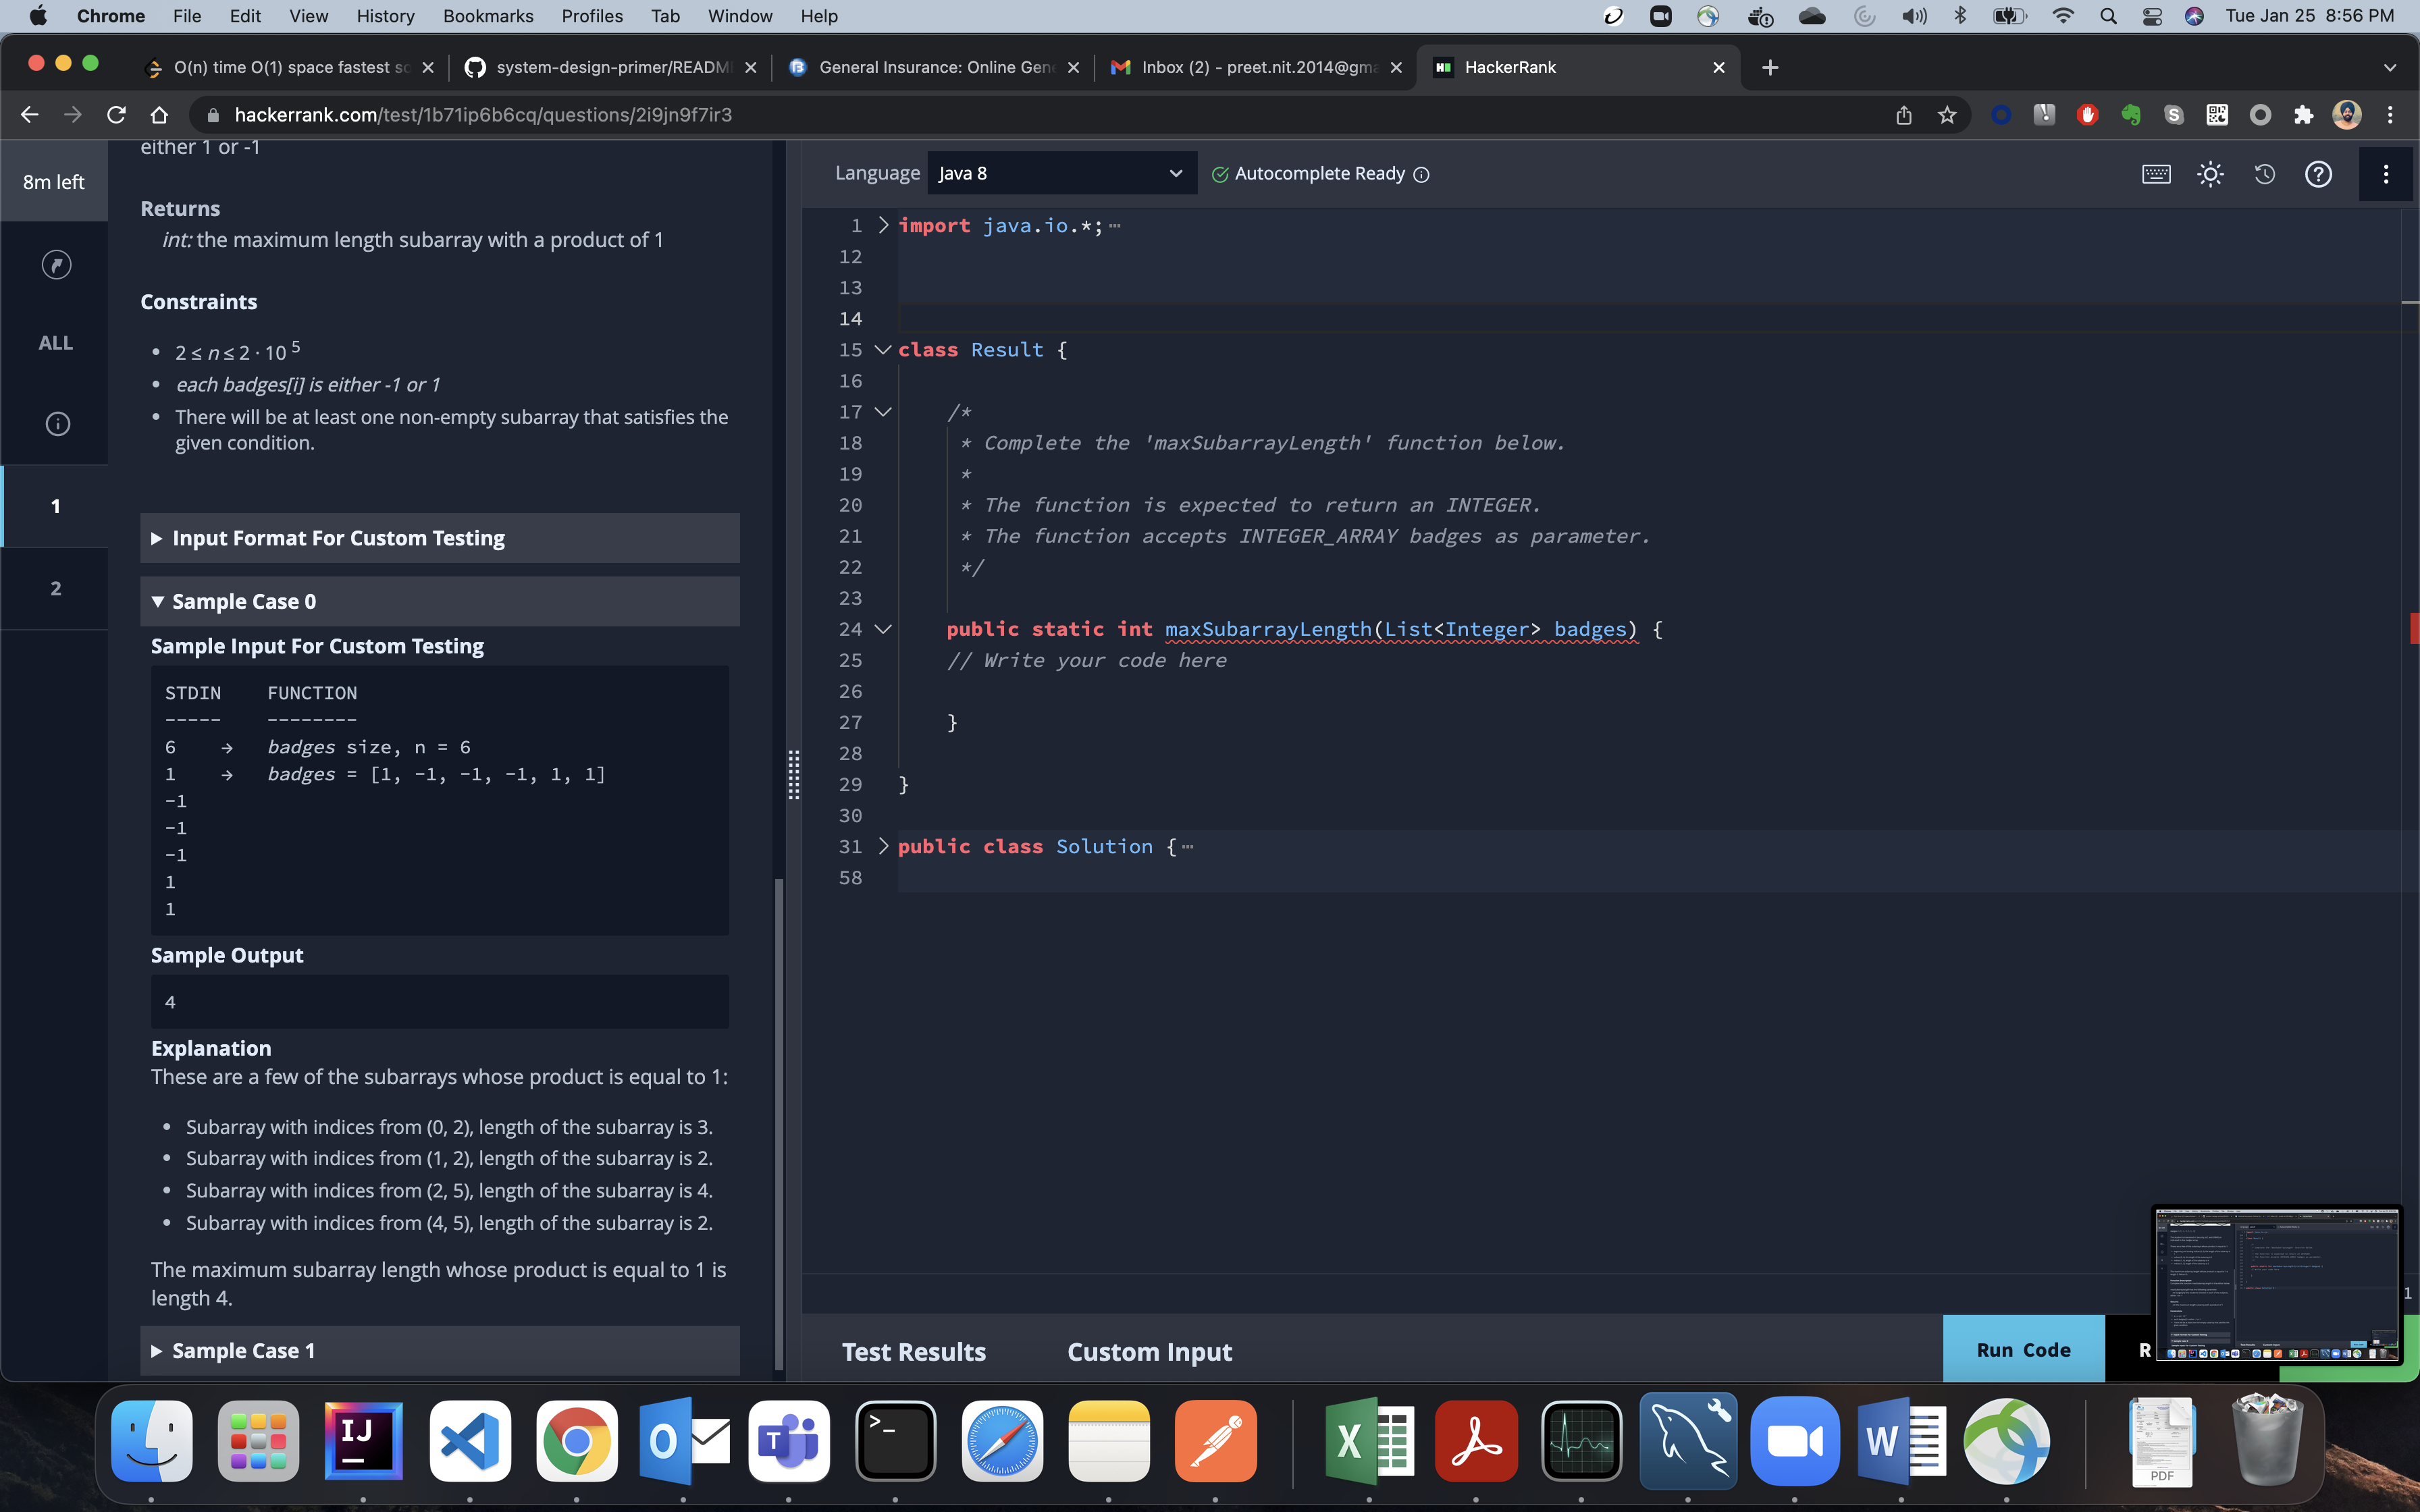 Chrome File Edit View History Bookmarks Profiles Tab Window Help Tue Jan 25 8:56 PM
O(n) time O(1) space fastest so system-design-primer/READM General Insurance: Online Gen Inbox (2) - preet.nit.2014@gma HackerRank
hackerrank.com/test/1b71ip6b6cq/questions/2i9jn9f7ir3
8m left
ALL
1
2
either 1 or -1
Returns
int: the maximum length subarray with a product of 1
Constraints
• 2 ≤ n ≤ 2 · 10 5
• each badges[i] is either -1 or 1
• There will be at least one non-empty subarray that satisfies the
given condition.
Input Format For Custom Testing
Sample Case 0
Sample Input For Custom Testing
STDIN FUNCTION
----- --------
6 → badges size, n = 6
1 → badges = [1, -1, -1, -1, 1, 1]
-1
-1
-1
1
1
Sample Output
4
Explanation
These are a few of the subarrays whose product is equal to 1:
• Subarray with indices from (0, 2), length of the subarray is 3.
• Subarray with indices from (1, 2), length of the subarray is 2.
• Subarray with indices from (2, 5), length of the subarray is 4.
• Subarray with indices from (4, 5), length of the subarray is 2.
The maximum subarray length whose product is equal to 1 is
length 4.
Sample Case 1
Language Java 8 Autocomplete Ready
1 import java.io.*;
12
13
14
15 class Result {
16
17 /*
18 * Complete the 'maxSubarrayLength' function below.
19 *
20 * The function is expected to return an INTEGER.
21 * The function accepts INTEGER_ARRAY badges as parameter.
22 */
23
24 public static int maxSubarrayLength(List<Integer> badges) {
25 // Write your code here
26
27 }
28
29 }
30
31 public class Solution {
58
Test Results Custom Input Run Code R
IJ
PDF